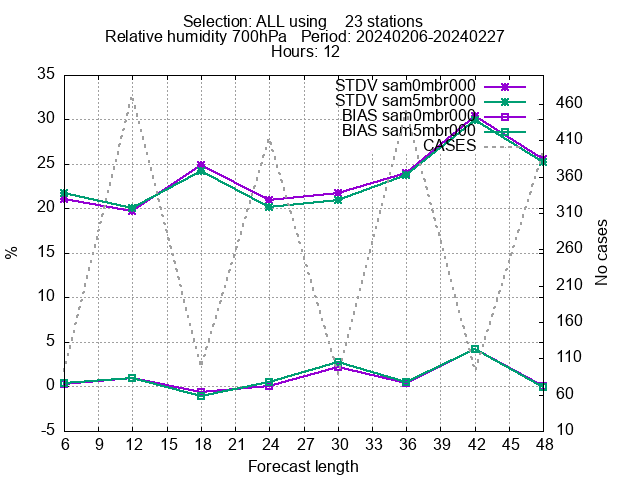 Selection: ALL using 23 stations
Relative humidity 700hPa Period: 20240206-20240227
Hours: 12
STDV sam0mbr000
STDV sam5mbr000
BIAS sam0mbr000
BIAS sam5mbr000
CASES
35
30
25
20
15
10
5
0
-5
%
460
410
360
310
260
210
160
110
60
10
No cases
6 9 12 15 18 21 24 27 30 33 36 39 42 45 48
Forecast length